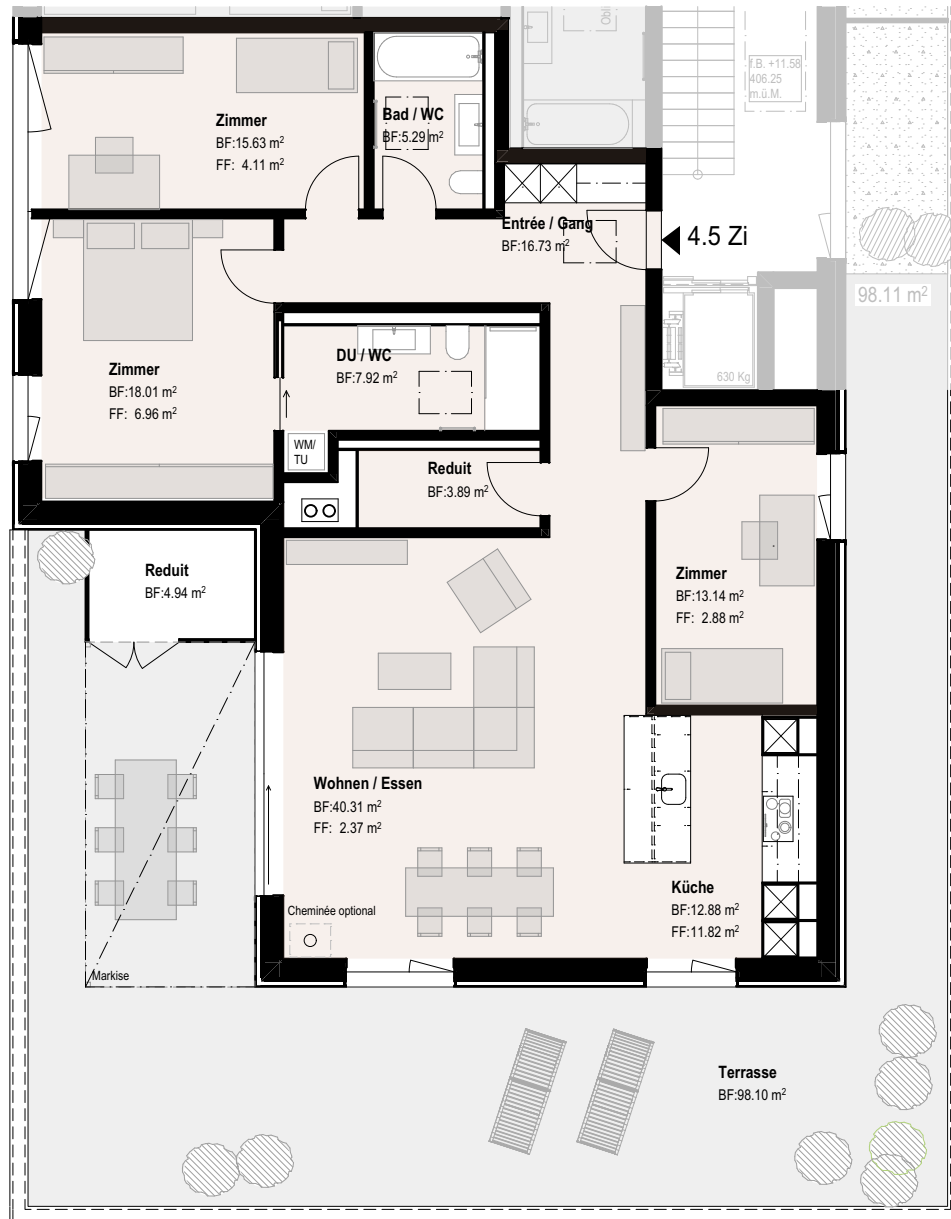 Obl
f.B. +11.58
406.25
m.ü.M.
Zimmer
BF:15.63 m²
FF: 4.11 m²
Bad / WC
BF:5.29 m²
Entrée / Gang
BF:16.73 m²
4.5 Zi
98.11 m²
630 Kg
Zimmer
BF:18.01 m²
FF: 6.96 m²
DU / WC
BF:7.92 m²
WM/
TU
Reduit
BF:3.89 m²
Reduit
BF:4.94 m²
Zimmer
BF:13.14 m²
FF: 2.88 m²
Wohnen / Essen
BF:40.31 m²
FF: 2.37 m²
Küche
BF:12.88 m²
FF:11.82 m²
Cheminée optional
Markise
Terrasse
BF:98.10 m²